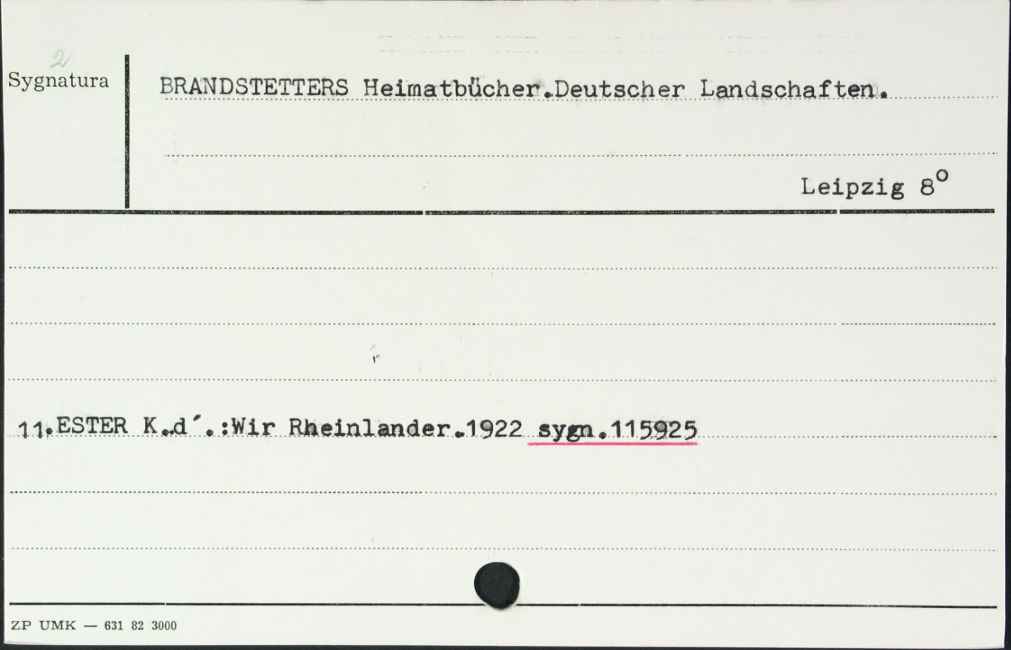 2
Sygnatura
BRANDSTETTERS Heimatbücher.Deutscher Landschaften.
Leipzig 8⁰
11.ESTER K.d´.:Wir Rheinlander.1922 sygn.115925
ZP UMK — 631 82 3000